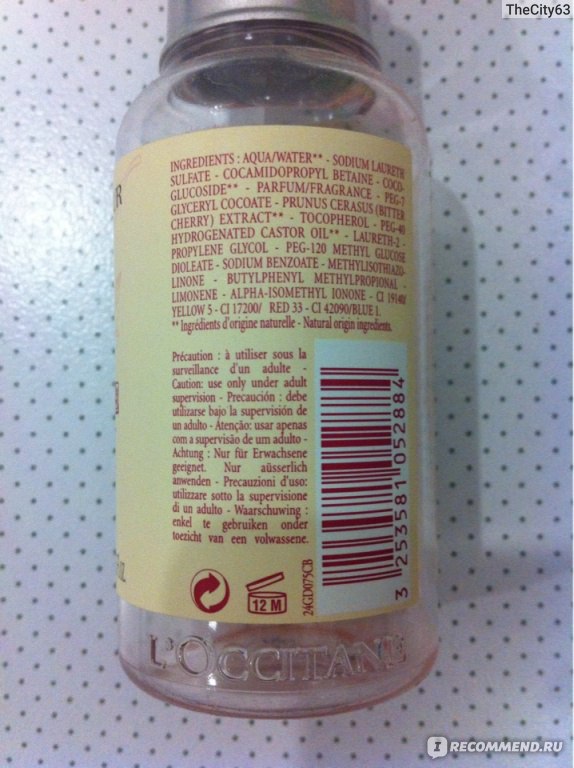 TheCity63
INGREDIENTS : AQUA/WATER** - SODIUM LAURETH
SULFATE - COCAMIDOPROPYL BETAINE - COCO-
GLUCOSIDE** - PARFUM/FRAGRANCE - PEG-7
GLYCERYL COCOATE - PRUNUS CERASUS (BITTER
CHERRY) EXTRACT** - TOCOPHEROL - PEG-40
HYDROGENATED CASTOR OIL** - LAURETH-2 -
PROPYLENE GLYCOL - PEG-120 METHYL GLUCOSE
DIOLEATE - SODIUM BENZOATE - METHYLISOTHIAZO-
LINONE - BUTYLPHENYL METHYLPROPIONAL -
LIMONENE - ALPHA-ISOMETHYL IONONE - CI 19140/
YELLOW 5 - CI 17200/ RED 33 - CI 42090/BLUE 1.
** Ingrédients d'origine naturelle - Natural origin ingredients.
Précaution : à utiliser sous la
surveillance d'un adulte -
Caution: use only under adult
supervision - Precaución : debe
utilizarse bajo la supervisión de
un adulto - Atenção: usar apenas
com a supervisão de um adulto -
Achtung : Nur für Erwachsene
geeignet. Nur äüsserlich
anwenden - Precauzioni d'uso:
utilizzare sotto la supervisione
di un adulto - Waarschuwing :
enkel te gebruiken onder
toezicht van een volwassene.
3 253581 052884
12 M
24GD075CB
L'OCCITANE
IRECOMMEND.RU